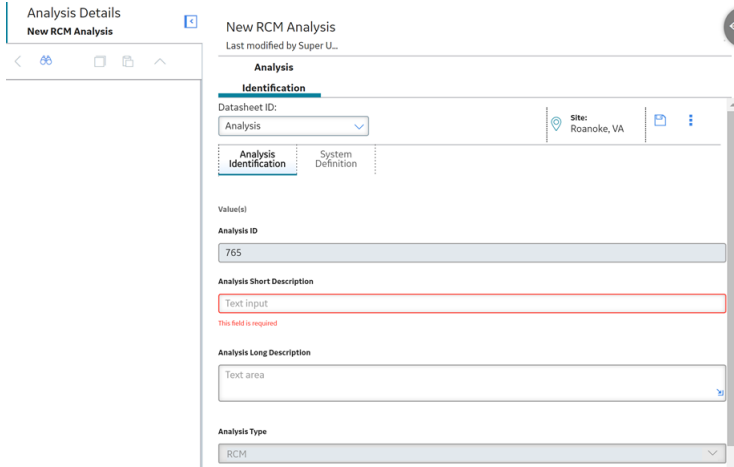 Analysis Details
New RCM Analysis
New RCM Analysis
Last modified by Super U...
Analysis
Identification
Datasheet ID:
Analysis
Site:
Roanoke, VA
Analysis
Identification
System
Definition
Value(s)
Analysis ID
765
Analysis Short Description
Text input
This field is required
Analysis Long Description
Text area
Analysis Type
RCM